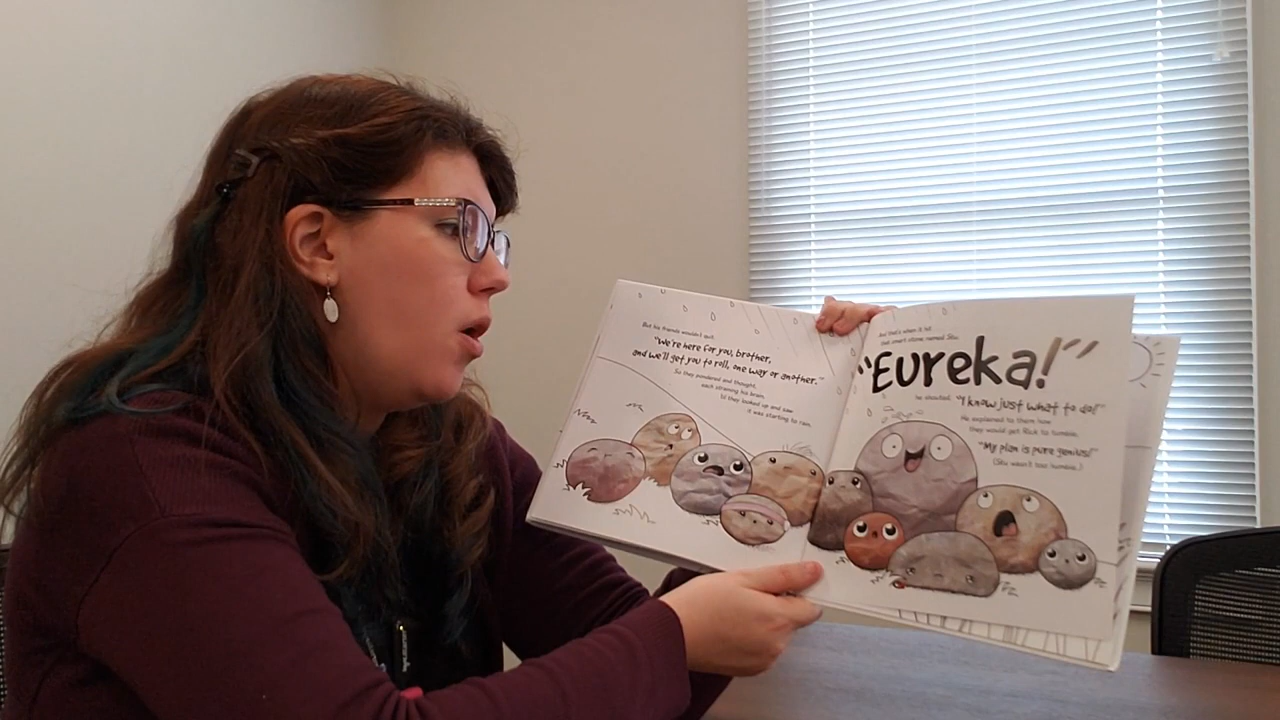 But his friends wouldn't quit.
"We're here for you, brother,
and we'll get you to roll, one way or another."
So they pondered and thought,
each straining his brain,
'til they looked up and saw
it was starting to rain.
And that's when it hit
that smart stone named Stu.
"Eureka!"
he shouted. "I know just what to do!"
He explained to them how
they would get Rick to tumble.
"My plan is pure genius!"
(Stu wasn't too humble.)